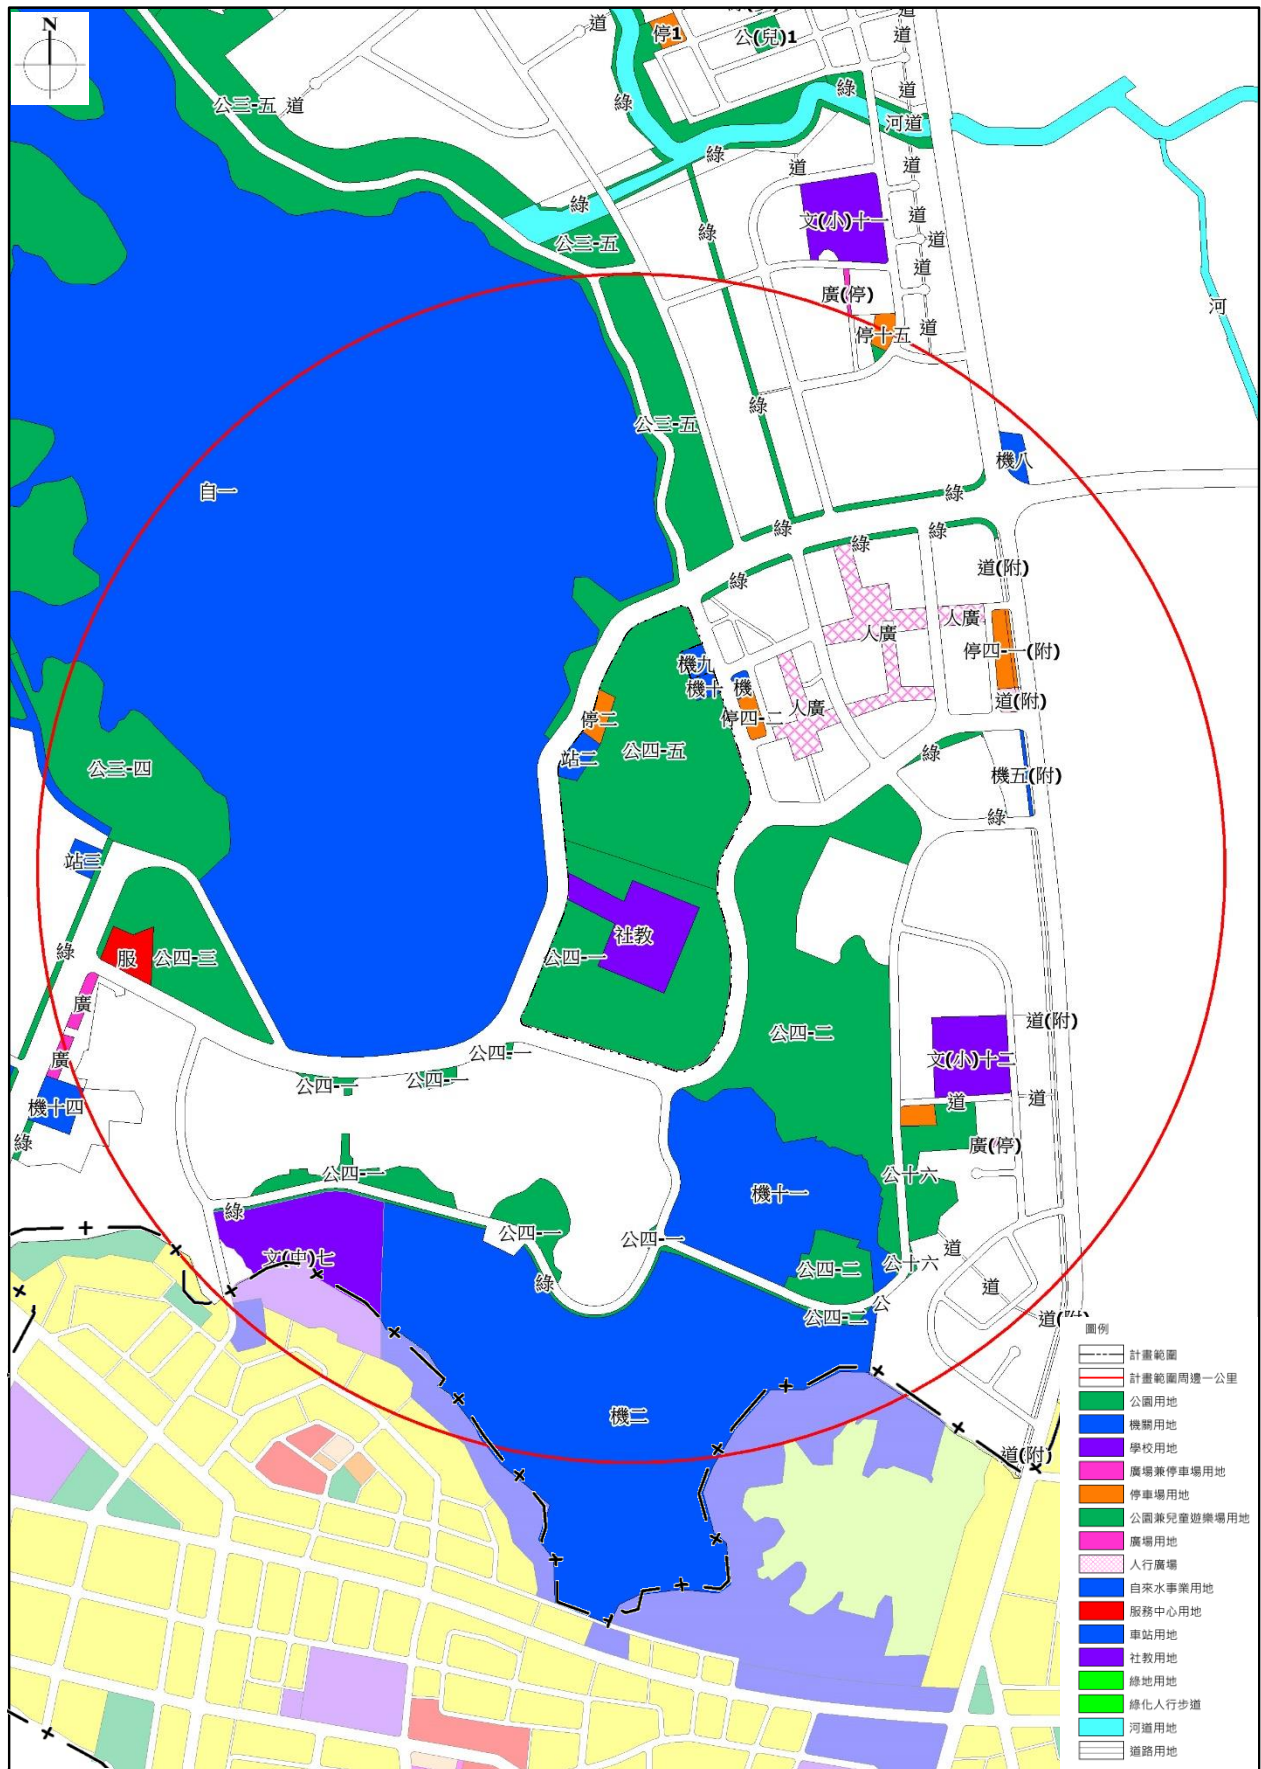 N
道
停1
公(兒)1
道
道
公三-五
道
綠
綠
道
河道
綠
道
道
綠
文(小)十一
道
綠
道
公三-五
道
廣(停)
河
停十五
道
綠
公三-五
機八
自一
綠
綠
綠
綠
道(附)
綠
人廣
人廣
停四-一(附)
機九
機十
機
道(附)
停二
停四-二
人廣
站二
公四-五
綠
公三-四
機五(附)
綠
站三
社教
綠
服
公四-三
公四-一
廣
道(附)
公四-二
廣
公四-一
文(小)十二
公四-一
公四-一
機十四
道
道
綠
廣(停)
公四-一
公十六
機十一
綠
公四-一
公四-一
道
文(中)七
公四-二
公十六
綠
道
公
公四-二
機二
道(附)
圖例
計畫範圍
計畫範圍周邊一公里
公園用地
機關用地
學校用地
廣場兼停車場用地
停車場用地
公園兼兒童遊樂場用地
廣場用地
人行廣場
自來水事業用地
服務中心用地
車站用地
社教用地
綠地用地
綠化人行步道
河道用地
道路用地